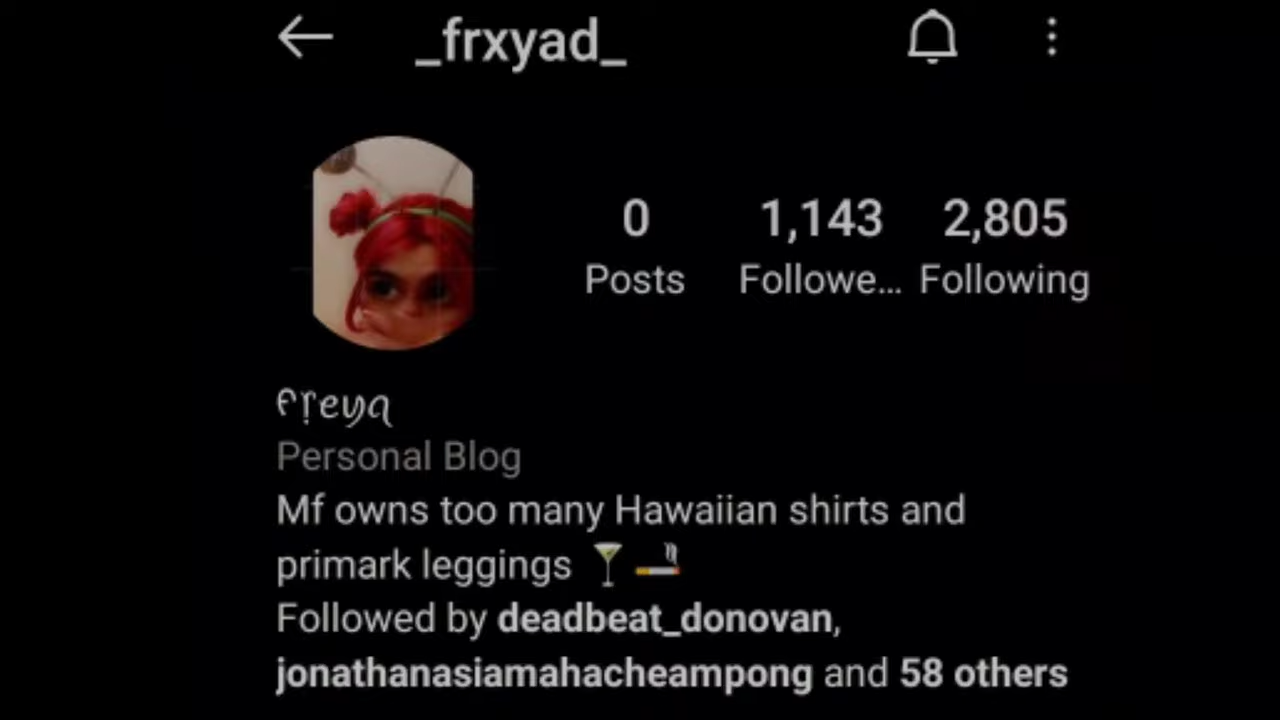 _frxyad_
0 1,143 2,805
Posts Followe... Following
ꬵꞅeyq
Personal Blog
Mf owns too many Hawaiian shirts and
primark leggings 🍸🚬
Followed by deadbeat_donovan,
jonathanasiamahacheampong and 58 others